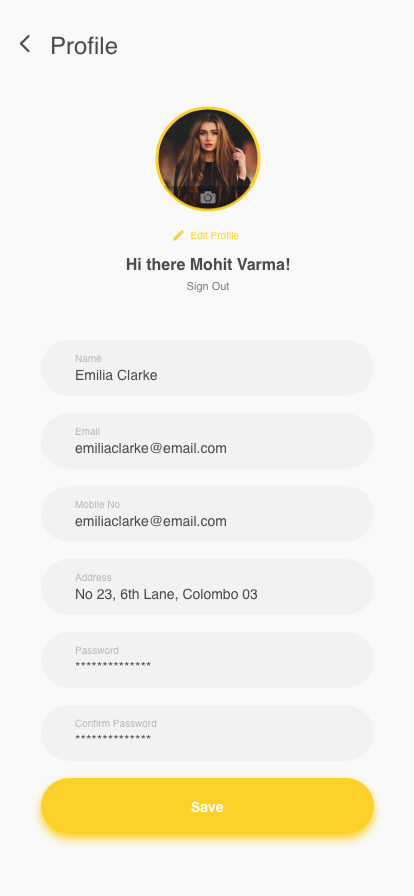 Profile
Edit Profile
Hi there Mohit Varma!
Sign Out
Name
Emilia Clarke
Email
emiliaclarke@email.com
Mobile No
emiliaclarke@email.com
Address
No 23, 6th Lane, Colombo 03
Password
**************
Confirm Password
**************
Save